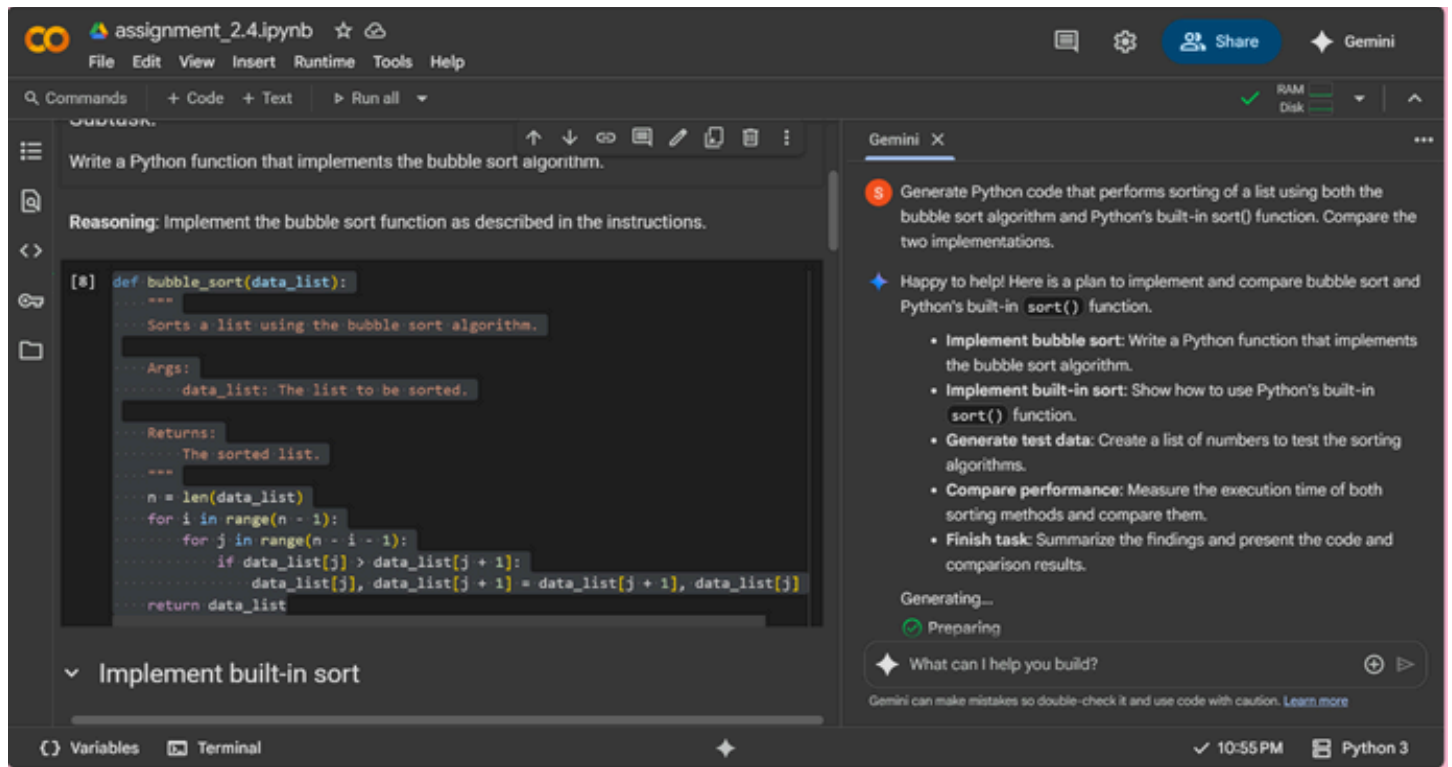 CO
assignment_2.4.ipynb
File Edit View Insert Runtime Tools Help
Share
Gemini
Commands + Code + Text Run all
RAM
Disk
Subtask:
Write a Python function that implements the bubble sort algorithm.
Reasoning: Implement the bubble sort function as described in the instructions.
[8] def bubble_sort(data_list):
"""
Sorts a list using the bubble sort algorithm.
Args:
data_list: The list to be sorted.
Returns:
The sorted list.
"""
n = len(data_list)
for i in range(n - 1):
for j in range(n - i - 1):
if data_list[j] > data_list[j + 1]:
data_list[j], data_list[j + 1] = data_list[j + 1], data_list[j]
return data_list
Implement built-in sort
Gemini
S
Generate Python code that performs sorting of a list using both the
bubble sort algorithm and Python's built-in sort() function. Compare the
two implementations.
Happy to help! Here is a plan to implement and compare bubble sort and
Python's built-in sort() function.
• Implement bubble sort: Write a Python function that implements
the bubble sort algorithm.
• Implement built-in sort: Show how to use Python's built-in
sort() function.
• Generate test data: Create a list of numbers to test the sorting
algorithms.
• Compare performance: Measure the execution time of both
sorting methods and compare them.
• Finish task: Summarize the findings and present the code and
comparison results.
Generating...
Preparing
What can I help you build?
Gemini can make mistakes so double-check it and use code with caution. Learn more
{} Variables Terminal
10:55 PM Python 3